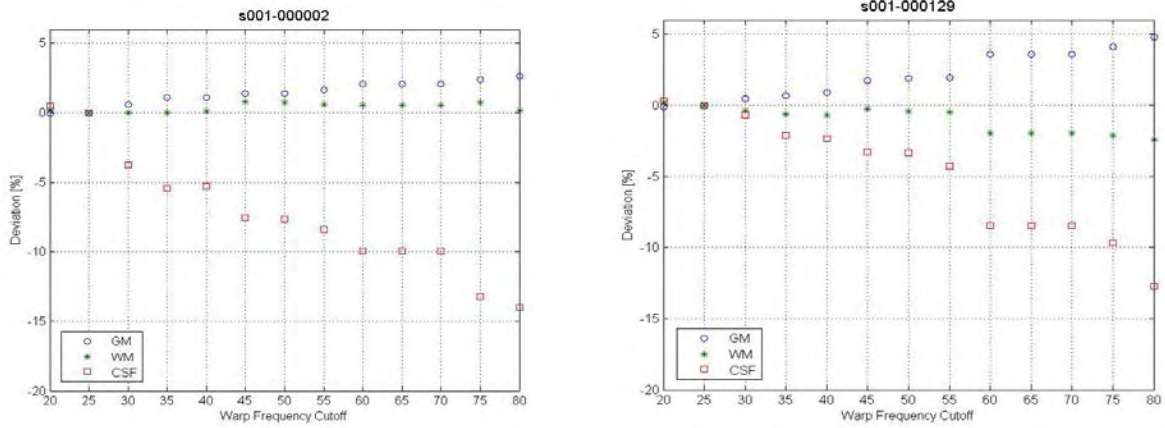 s001-000002
5
0
-5
-10
-15
-20
Deviation [%]
GM
WM
CSF
20 25 30 35 40 45 50 55 60 65 70 75 80
Warp Frequency Cutoff
s001-000129
5
0
-5
-10
-15
-20
Deviation [%]
GM
WM
CSF
20 25 30 35 40 45 50 55 60 65 70 75 80
Warp Frequency Cutoff